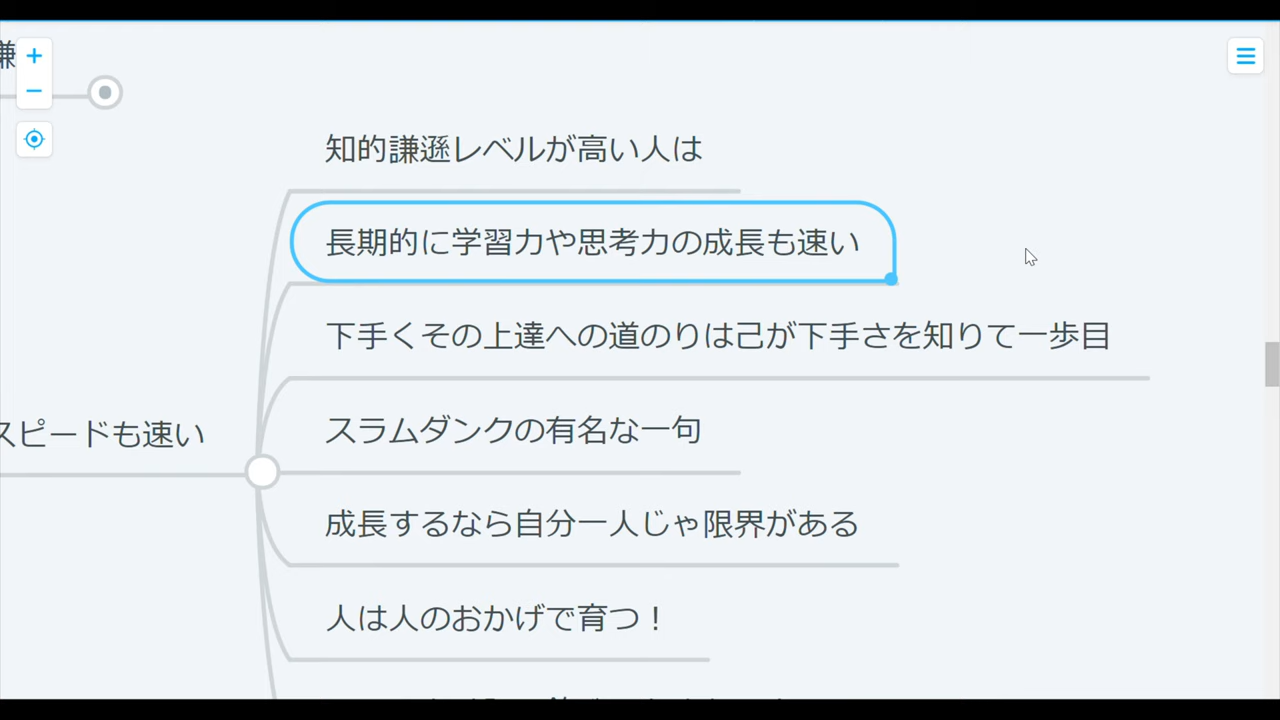 謙
知的謙遜レベルが高い人は
長期的に学習力や思考力の成長も速い
下手くその上達への道のりは己が下手さを知りて一歩目
スピードも速い
スラムダンクの有名な一句
成長するなら自分一人じゃ限界がある
人は人のおかげで育つ！